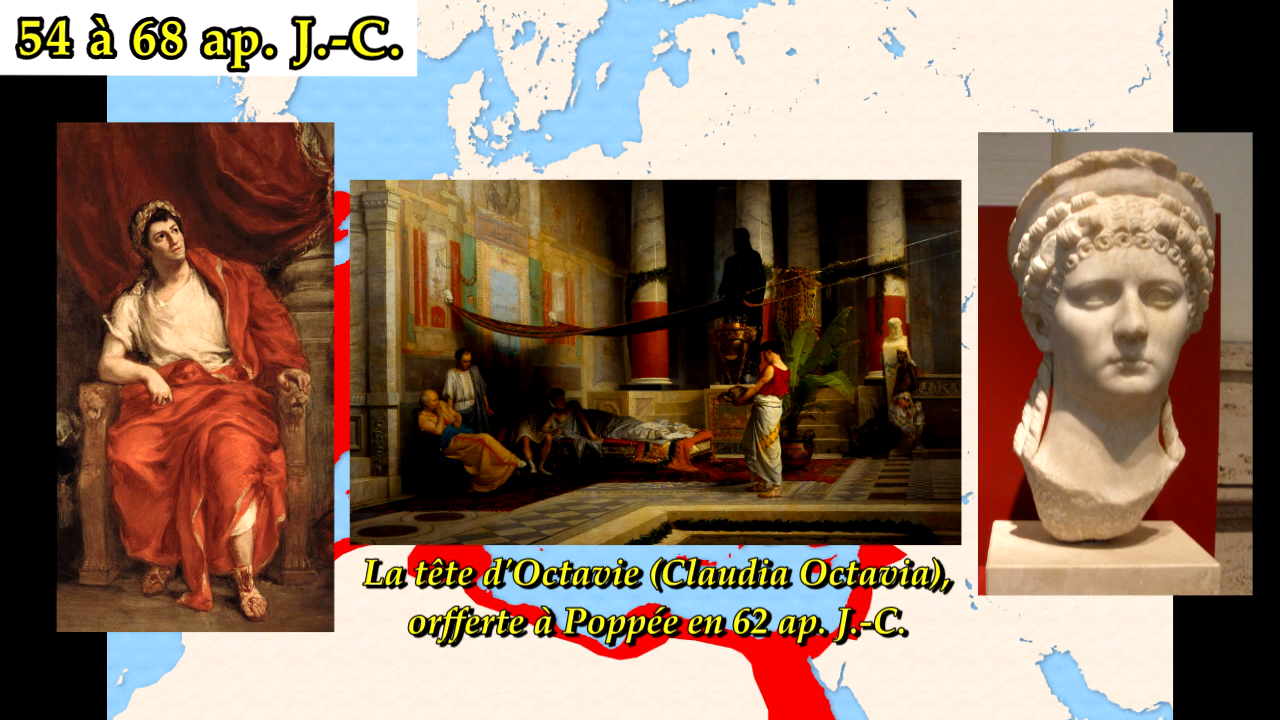 54 à 68 ap. J.-C.
La tête d'Octavie (Claudia Octavia),
orfferte à Poppée en 62 ap. J.-C.